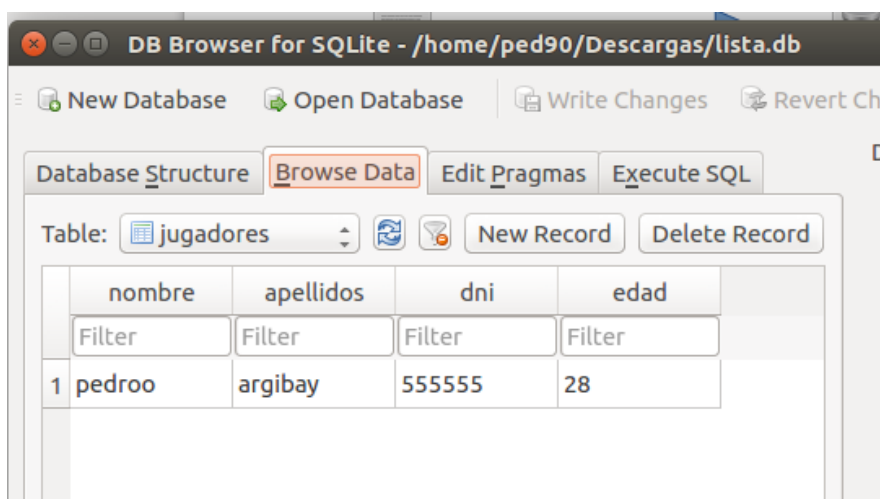 DB Browser for SQLite - /home/ped90/Descargas/lista.db
New Database Open Database Write Changes Revert Ch
D
Database Structure Browse Data Edit Pragmas Execute SQL
Table: jugadores New Record Delete Record
nombre apellidos dni edad
Filter Filter Filter Filter
1 pedroo argibay 555555 28